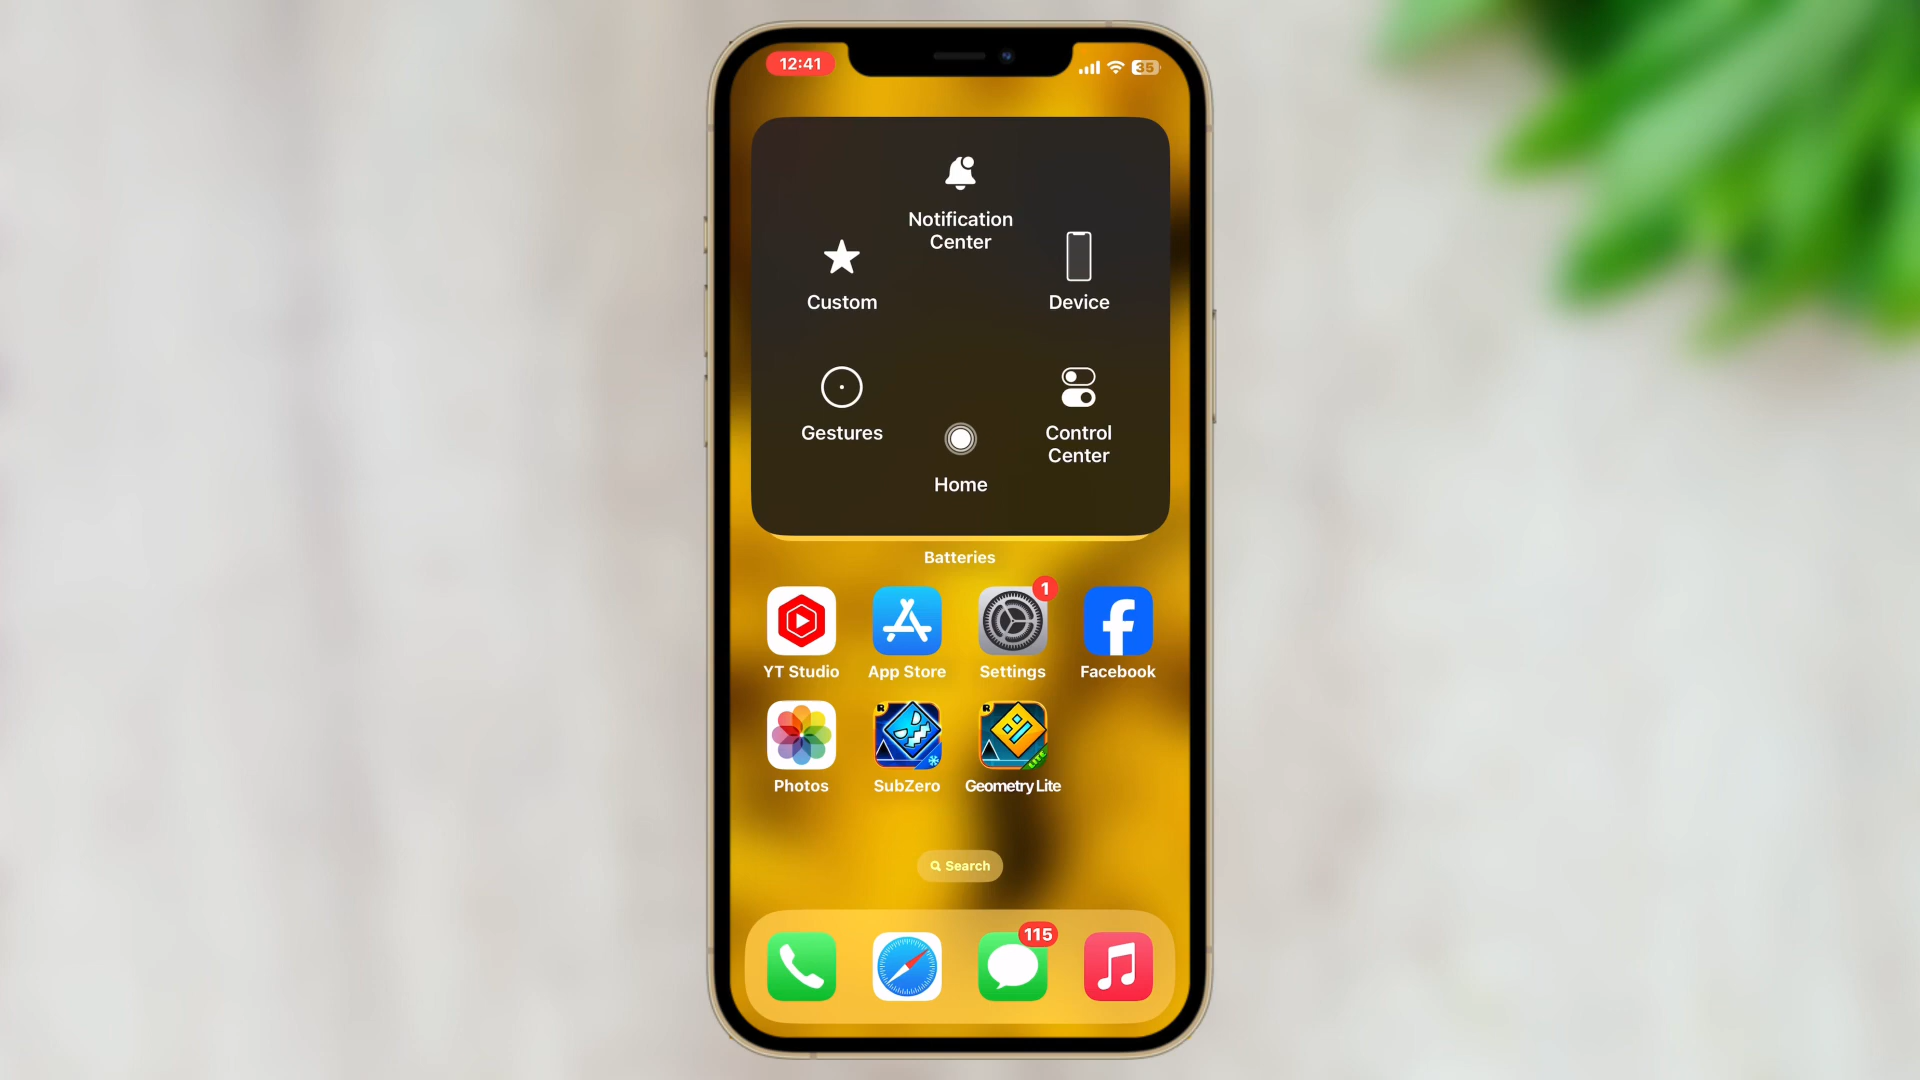 12:41
35
Notification
Center
Custom
Device
Gestures
Control
Center
Home
Batteries
1
YT Studio
App Store
Settings
Facebook
R
R
LITE
Photos
SubZero
Geometry Lite
Search
115